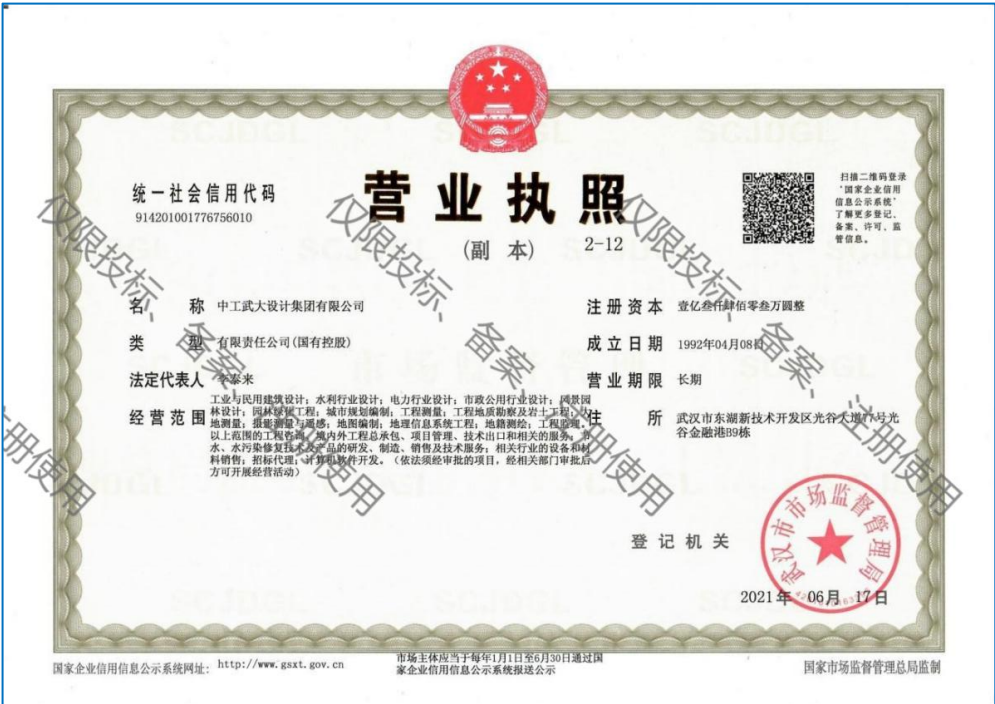 统一社会信用代码
914201001776756010
营业执照
(副 本)
2-12
扫描二维码登录
"国家企业信用
信息公示系统"
了解更多登记、
备案、许可、监
管信息。
名 称 中工武大设计集团有限公司
类 型 有限责任公司(国有控股)
法定代表人 李泰来
经营范围
工业与民用建筑设计;水利行业设计;电力行业设计;市政公用行业设计;风景园
林设计;园林绿化工程;城市规划编制;工程测量;工程地质勘察及岩土工程;大
地测量;摄影测量与遥感;地图编制;地理信息系统工程;地籍测绘;工程监理,
以上范围的工程咨询、境内外工程总承包、项目管理、技术出口和相关的服务;节
水、水污染修复技术及产品的研发、制造、销售及技术服务;相关行业的设备和材
料销售;招标代理;计算机软件开发。(依法须经审批的项目,经相关部门审批后
方可开展经营活动)
注册资本 壹亿叁仟肆佰零叁万圆整
成立日期 1992年04月08日
营业期限 长期
住 所 武汉市东湖新技术开发区光谷大道77号光
谷金融港B9栋
登记机关
武汉市市场监督管理局
2021年 06月 17日
国家企业信用信息公示系统网址: http://www.gsxt.gov.cn
市场主体应当于每年1月1日至6月30日通过国
家企业信用信息公示系统报送公示
国家市场监督管理总局监制
仅限投标、备案、注册使用
仅限投标、备案、注册使用
仅限投标、备案、注册使用